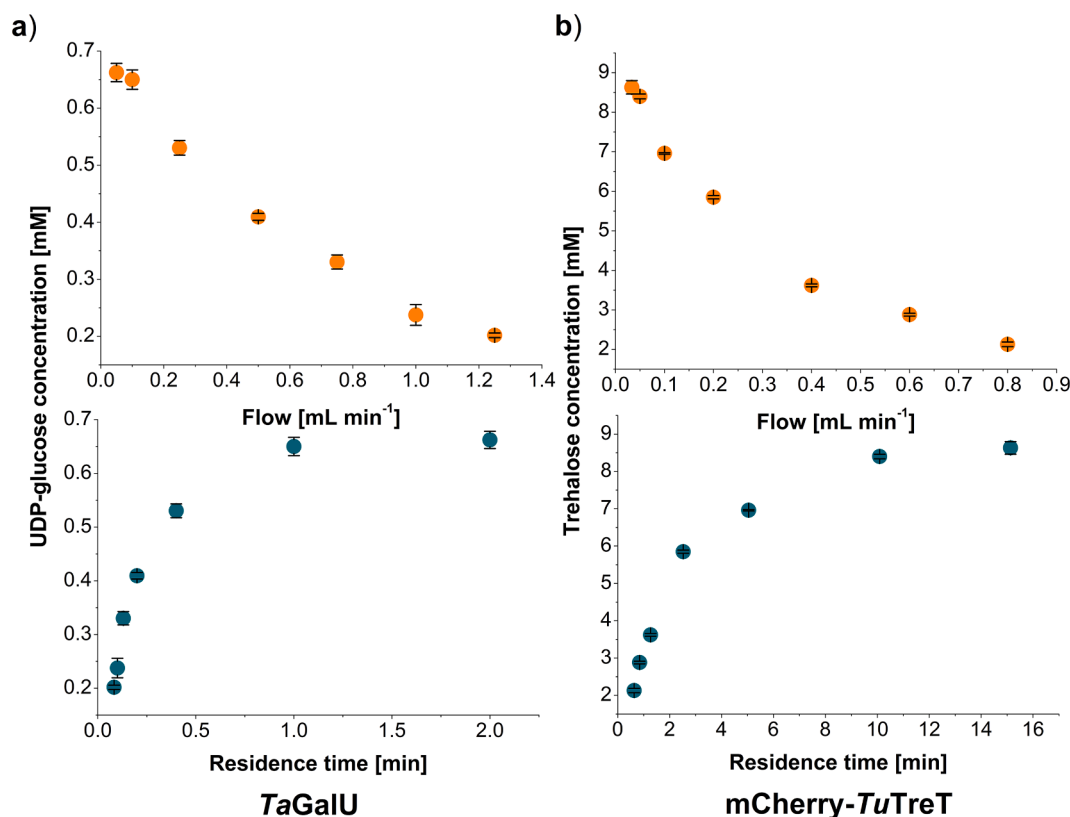 a)
UDP-glucose concentration [mM]
0.7
0.6
0.5
0.4
0.3
0.2
0.0 0.2 0.4 0.6 0.8 1.0 1.2 1.4
Flow [mL min⁻¹]
0.7
0.6
0.5
0.4
0.3
0.2
0.0 0.5 1.0 1.5 2.0
Residence time [min]
TaGalU
b)
Trehalose concentration [mM]
9
8
7
6
5
4
3
2
0.0 0.1 0.2 0.3 0.4 0.5 0.6 0.7 0.8 0.9
Flow [mL min⁻¹]
9
8
7
6
5
4
3
2
0 2 4 6 8 10 12 14 16
Residence time [min]
mCherry-TuTreT